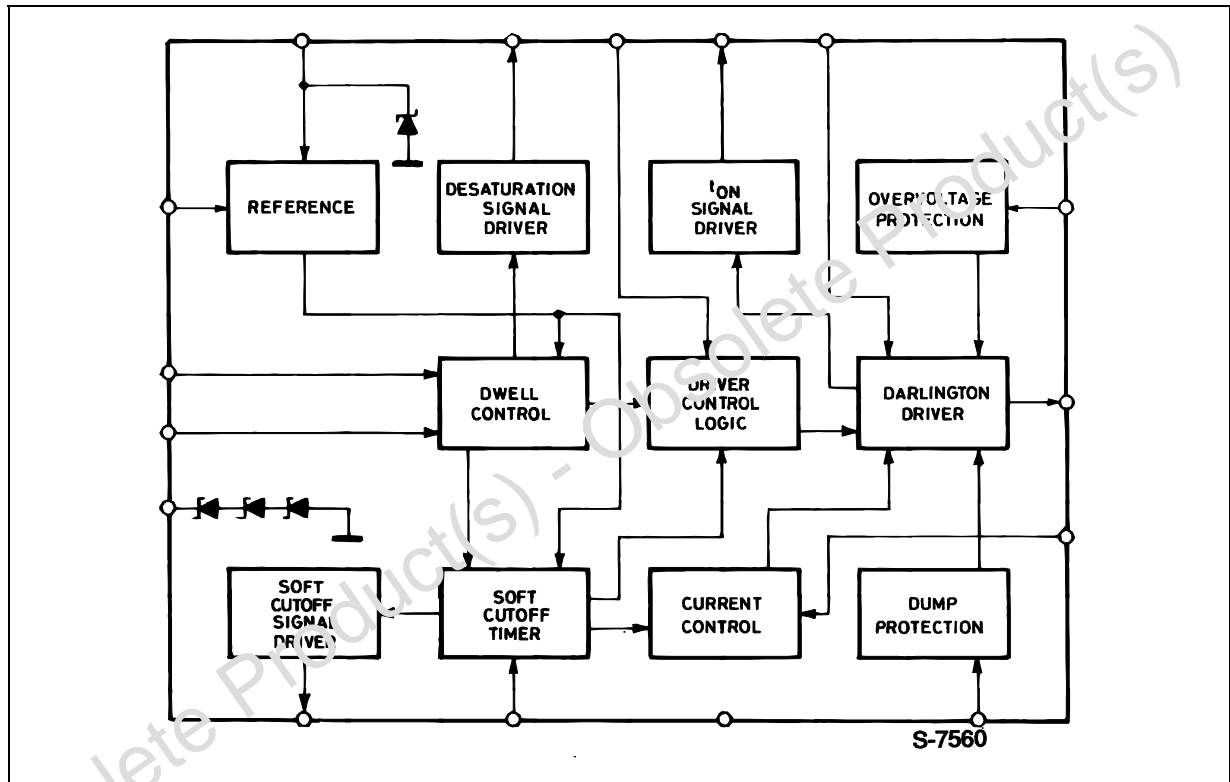 REFERENCE
DESATURATION
SIGNAL
DRIVER
tON
SIGNAL
DRIVER
OVERVOLTAGE
PROTECTION
DWELL
CONTROL
DRIVER
CONTROL
LOGIC
DARLINGTON
DRIVER
SOFT
CUTOFF
SIGNAL
DRIVER
SOFT
CUTOFF
TIMER
CURRENT
CONTROL
DUMP
PROTECTION
S-7560
lete Product(s) - Obsolete Product(s)